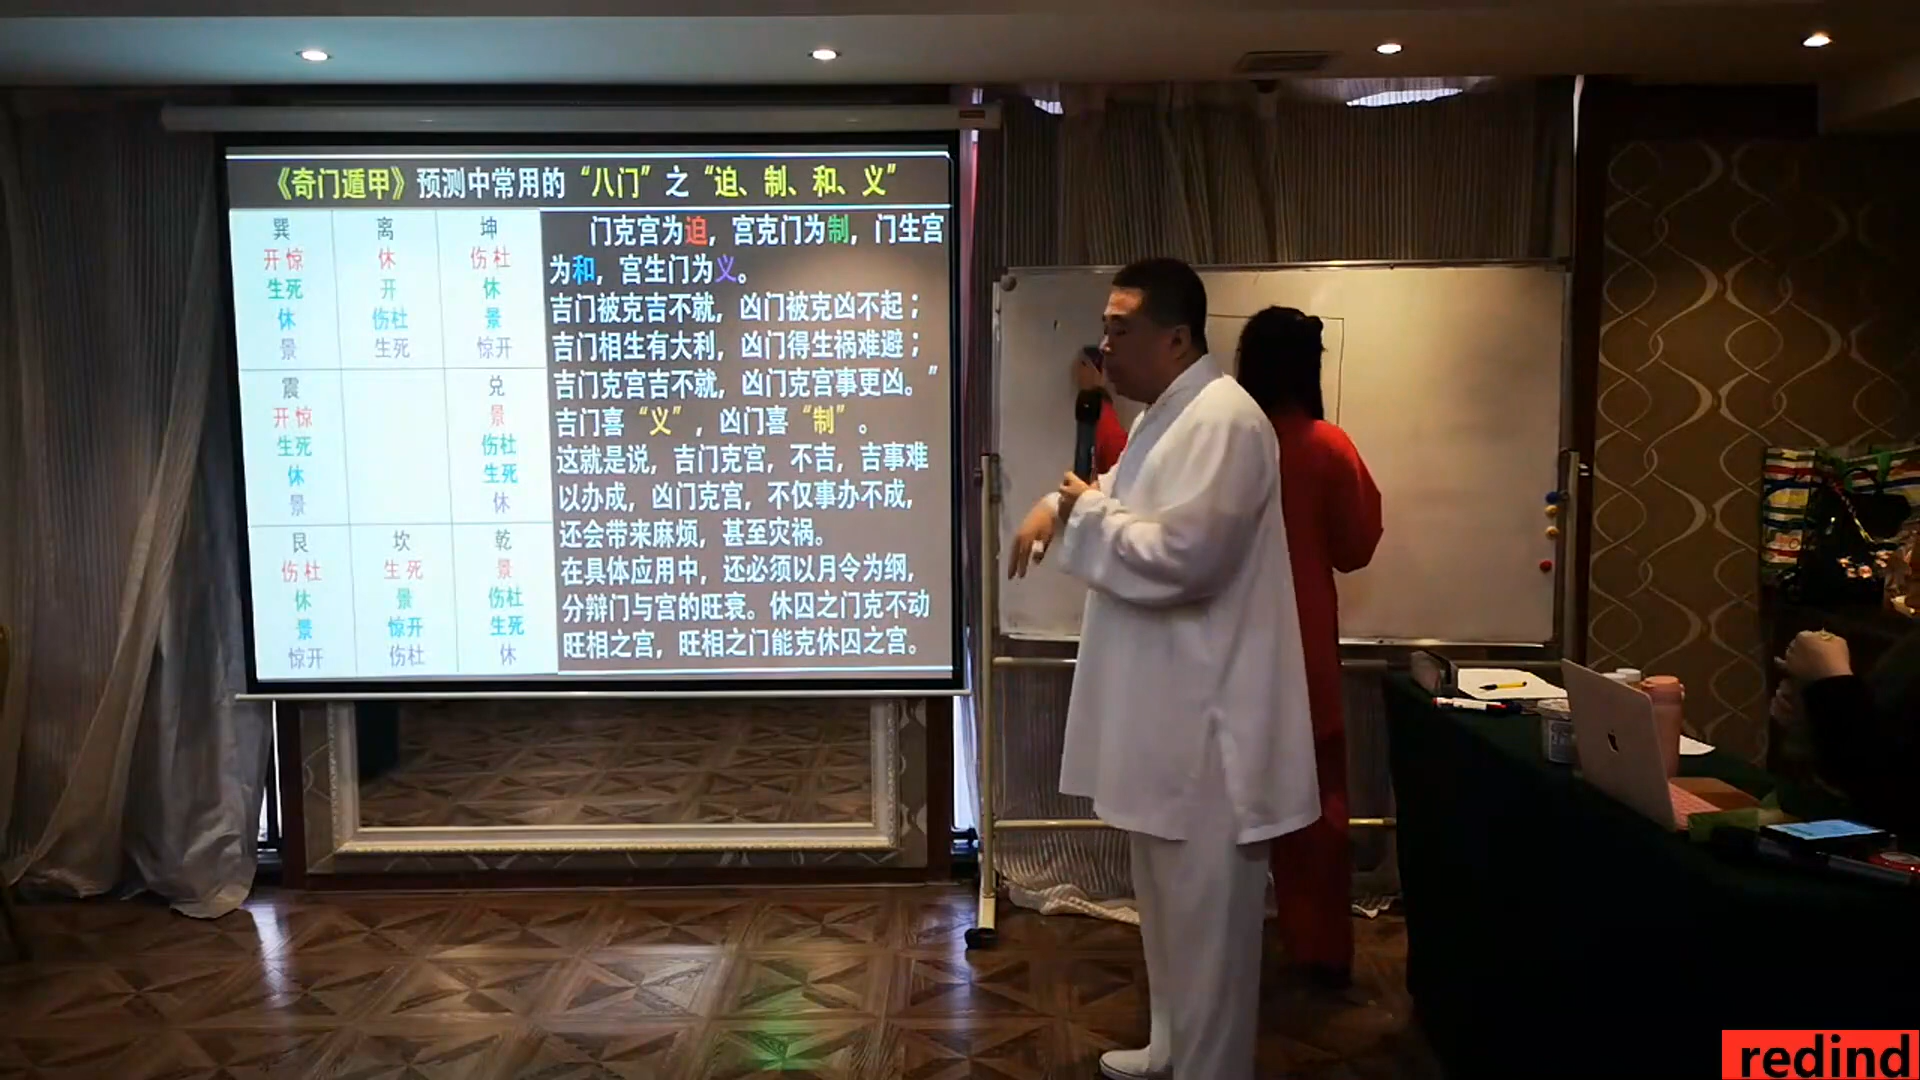 《奇门遁甲》预测中常用的“八门”之“迫、制、和、义”
巽 离 坤
开惊 休 伤杜
生死 开 休
休 伤杜 景
景 生死 惊开
震 兑
开惊 景
生死 伤杜
休 生死
景 休
艮 坎 乾
伤杜 生死 景
休 景 伤杜
景 惊开 生死
惊开 伤杜 休
门克宫为迫，宫克门为制，门生宫
为和，宫生门为义。
吉门被克吉不就，凶门被克凶不起；
吉门相生有大利，凶门得生祸难避；
吉门克宫吉不就，凶门克宫事更凶。”
吉门喜“义”，凶门喜“制”。
这就是说，吉门克宫，不吉，吉事难
以办成，凶门克宫，不仅事办不成，
还会带来麻烦，甚至灾祸。
在具体应用中，还必须以月令为纲，
分辩门与宫的旺衰。休囚之门克不动
旺相之宫，旺相之门能克休囚之宫。
redind